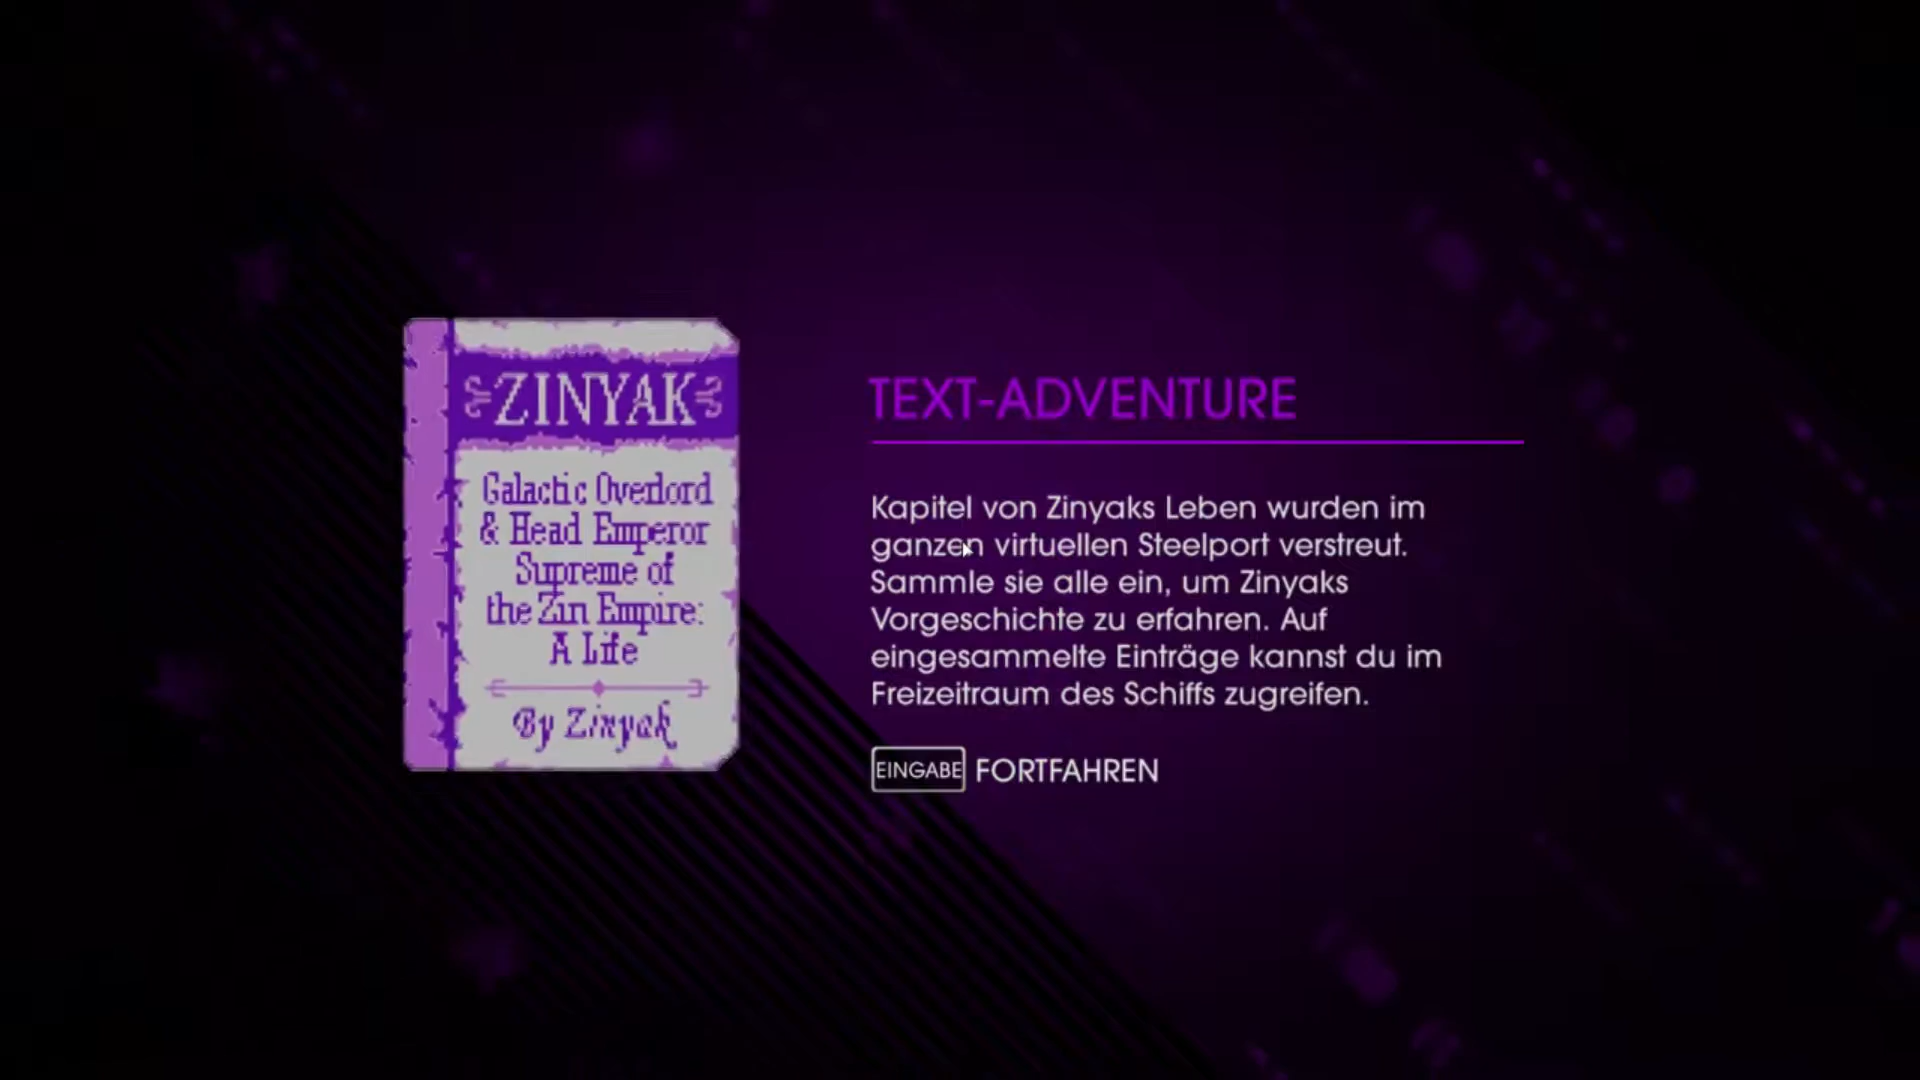 ZINYAK
Galactic Overlord
& Head Emperor
Supreme of
the Zin Empire:
A Life
By Zinyak
TEXT-ADVENTURE
Kapitel von Zinyaks Leben wurden im
ganzen virtuellen Steelport verstreut.
Sammle sie alle ein, um Zinyaks
Vorgeschichte zu erfahren. Auf
eingesammelte Einträge kannst du im
Freizeitraum des Schiffs zugreifen.
EINGABE FORTFAHREN